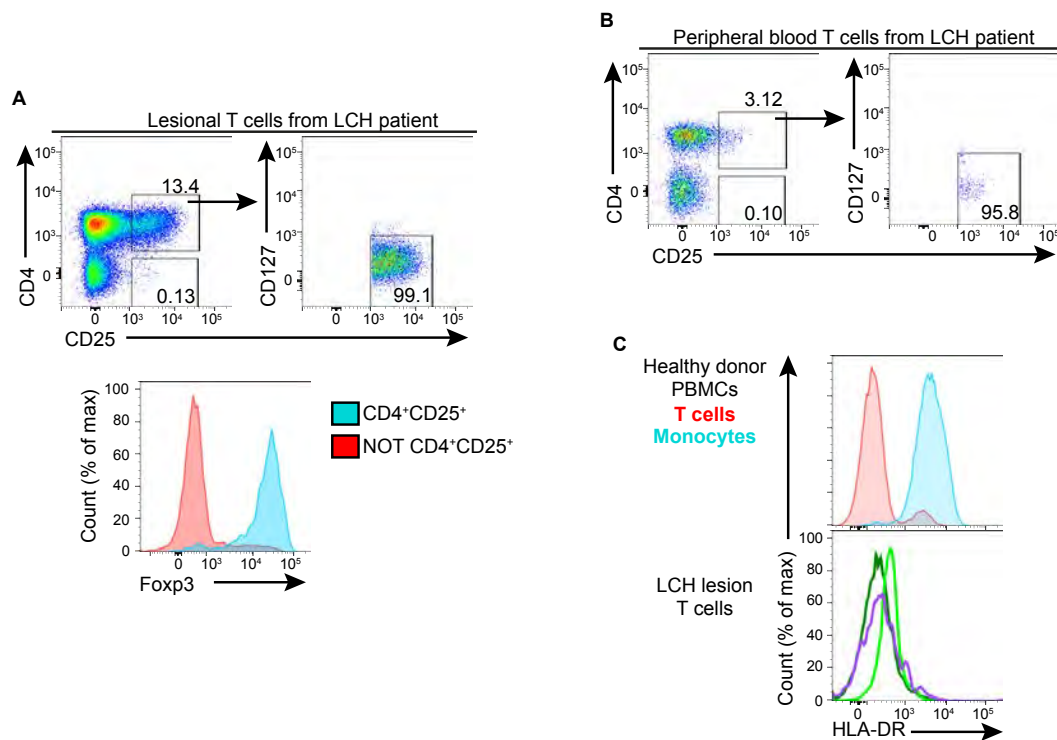 A
Lesional T cells from LCH patient
CD4
10⁵
10⁴
10³
0
13.4
0.13
0 10³ 10⁴ 10⁵
CD25
CD127
10⁵
10⁴
10³
0
99.1
0 10³ 10⁴ 10⁵
Count (% of max)
100
80
60
40
20
0
0 10³ 10⁴ 10⁵
Foxp3
CD4⁺CD25⁺
NOT CD4⁺CD25⁺
B
Peripheral blood T cells from LCH patient
CD4
10⁵
10⁴
10³
0
3.12
0.10
0 10³ 10⁴ 10⁵
CD25
CD127
10⁵
10⁴
10³
0
95.8
0 10³ 10⁴ 10⁵
C
Healthy donor
PBMCs
T cells
Monocytes
LCH lesion
T cells
Count (% of max)
100
80
60
40
20
0
0 10³ 10⁴ 10⁵
HLA-DR